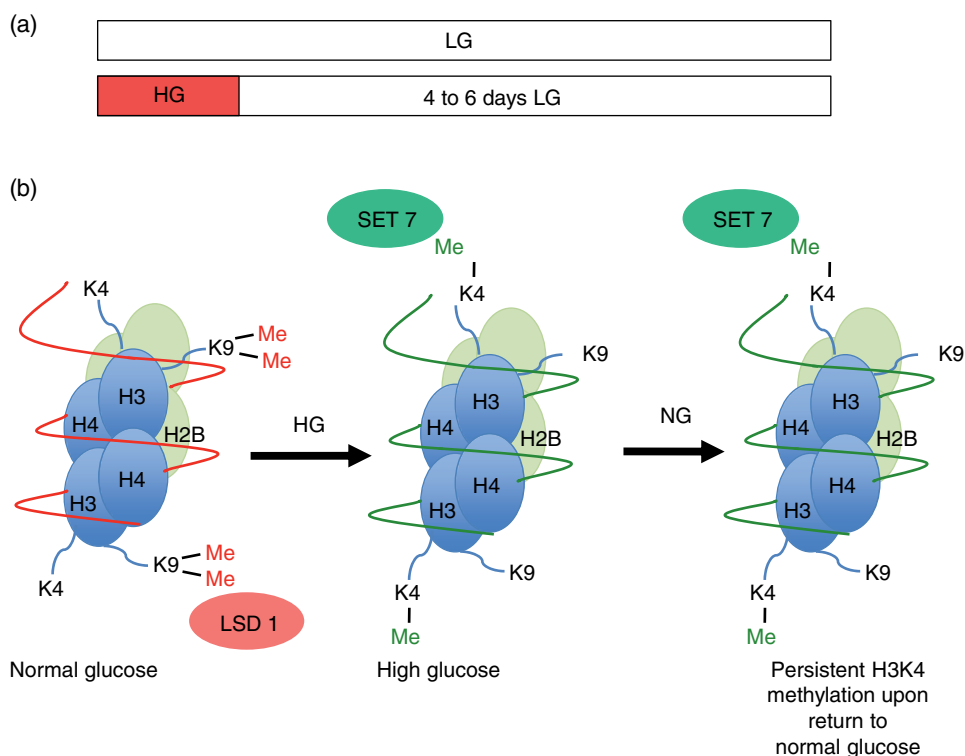 (a)
LG
HG
4 to 6 days LG
(b)
SET 7
Me
K4
K4
K9
Me
Me
H3
H4
H2B
H4
H3
K9
Me
Me
K4
LSD 1
Normal glucose
HG
K9
H3
H4
H2B
H4
H3
K9
K4
Me
High glucose
NG
SET 7
Me
K4
K9
H3
H4
H2B
H4
H3
K9
K4
Me
Persistent H3K4
methylation upon
return to
normal glucose